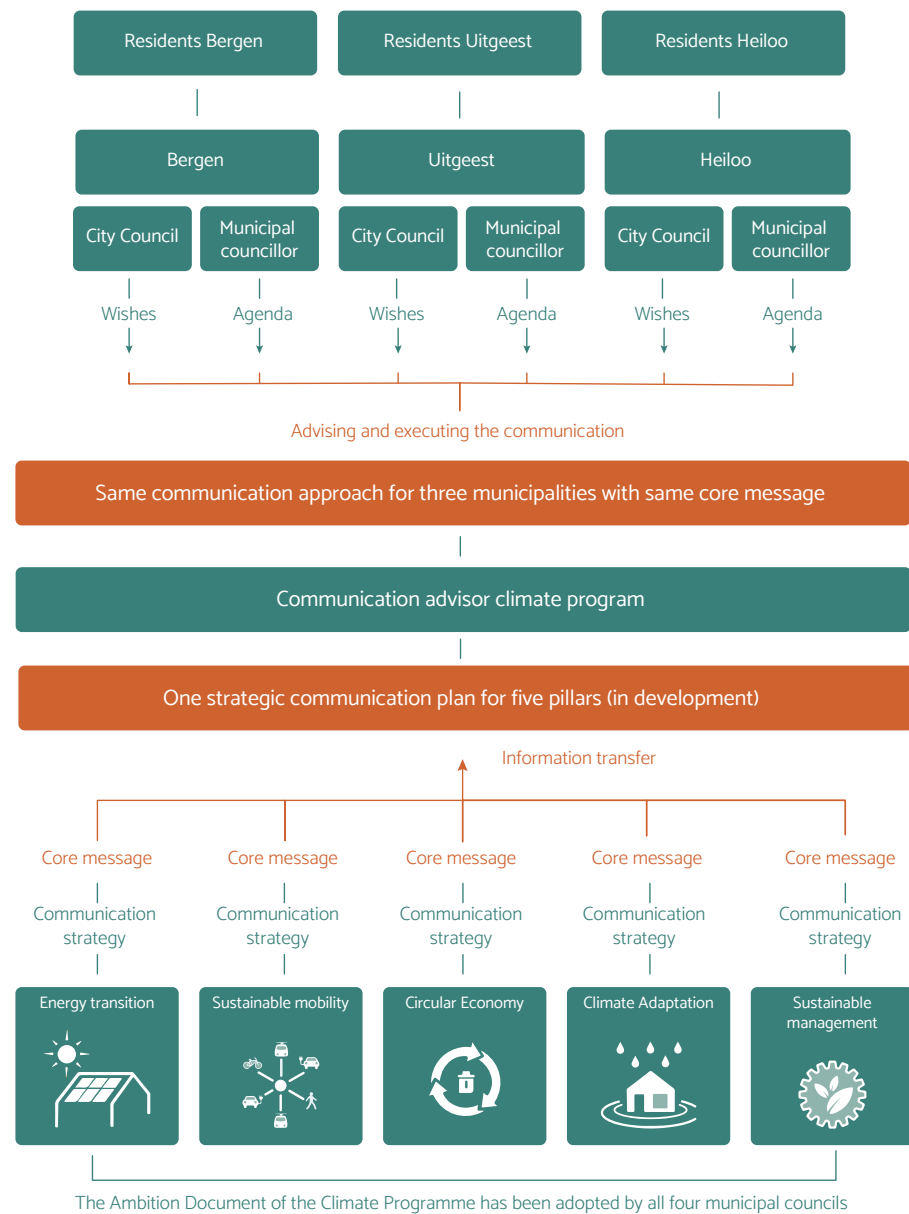 Residents Bergen
Residents Uitgeest
Residents Heiloo
Bergen
Uitgeest
Heiloo
City Council
Municipal
councillor
City Council
Municipal
councillor
City Council
Municipal
councillor
Wishes
Agenda
Wishes
Agenda
Wishes
Agenda
Advising and executing the communication
Same communication approach for three municipalities with same core message
Communication advisor climate program
One strategic communication plan for five pillars (in development)
Information transfer
Core message
Core message
Core message
Core message
Core message
Communication
strategy
Communication
strategy
Communication
strategy
Communication
strategy
Communication
strategy
Energy transition
Sustainable mobility
Circular Economy
Climate Adaptation
Sustainable
management
The Ambition Document of the Climate Programme has been adopted by all four municipal councils